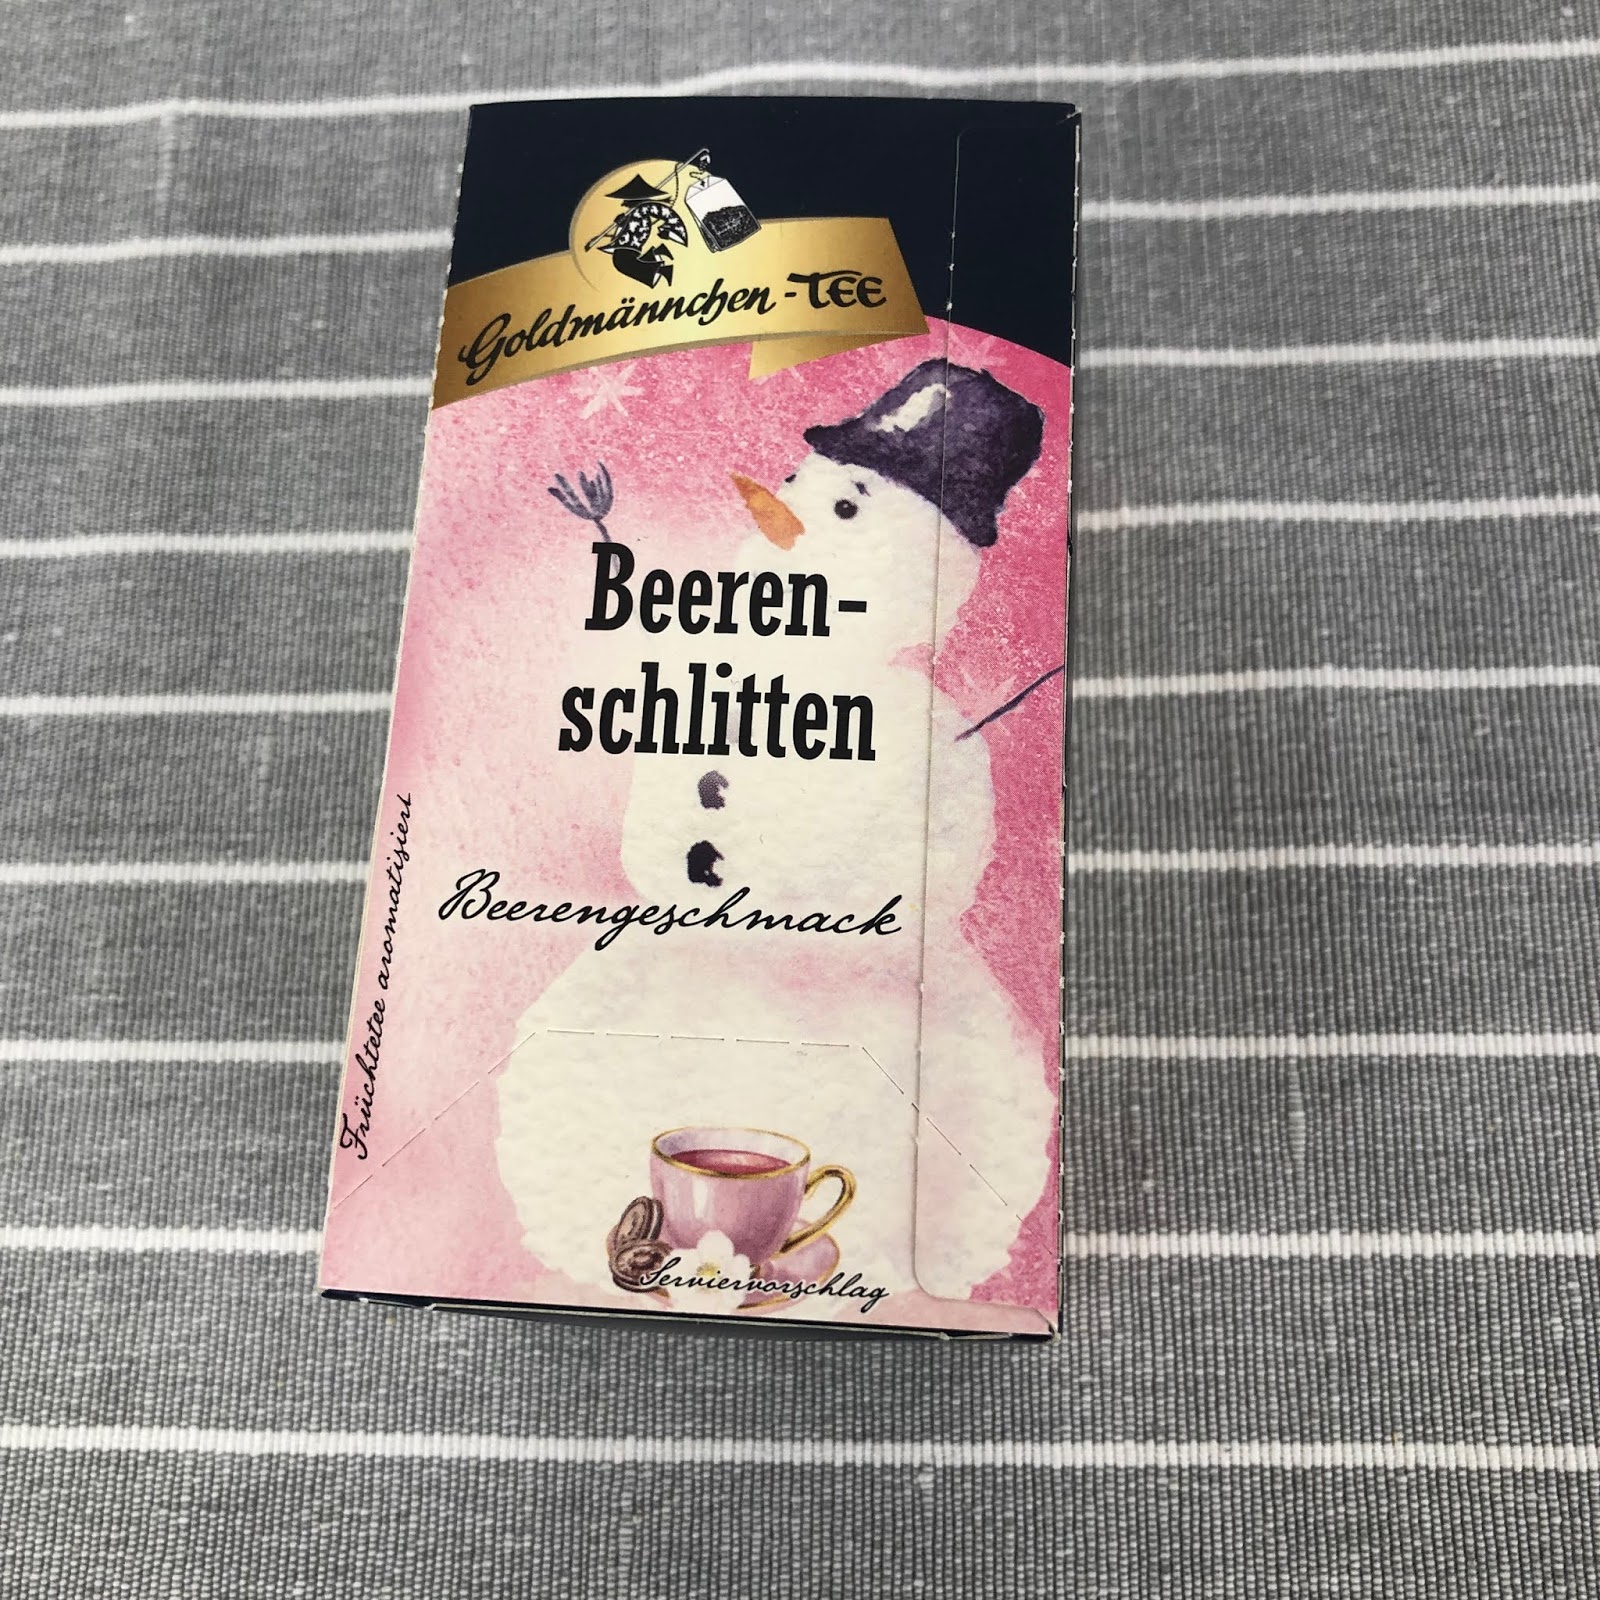 Goldmännchen-TEE
Beeren-
schlitten
Beerengeschmack
Früchtetee aromatisiert
Serviervorschlag